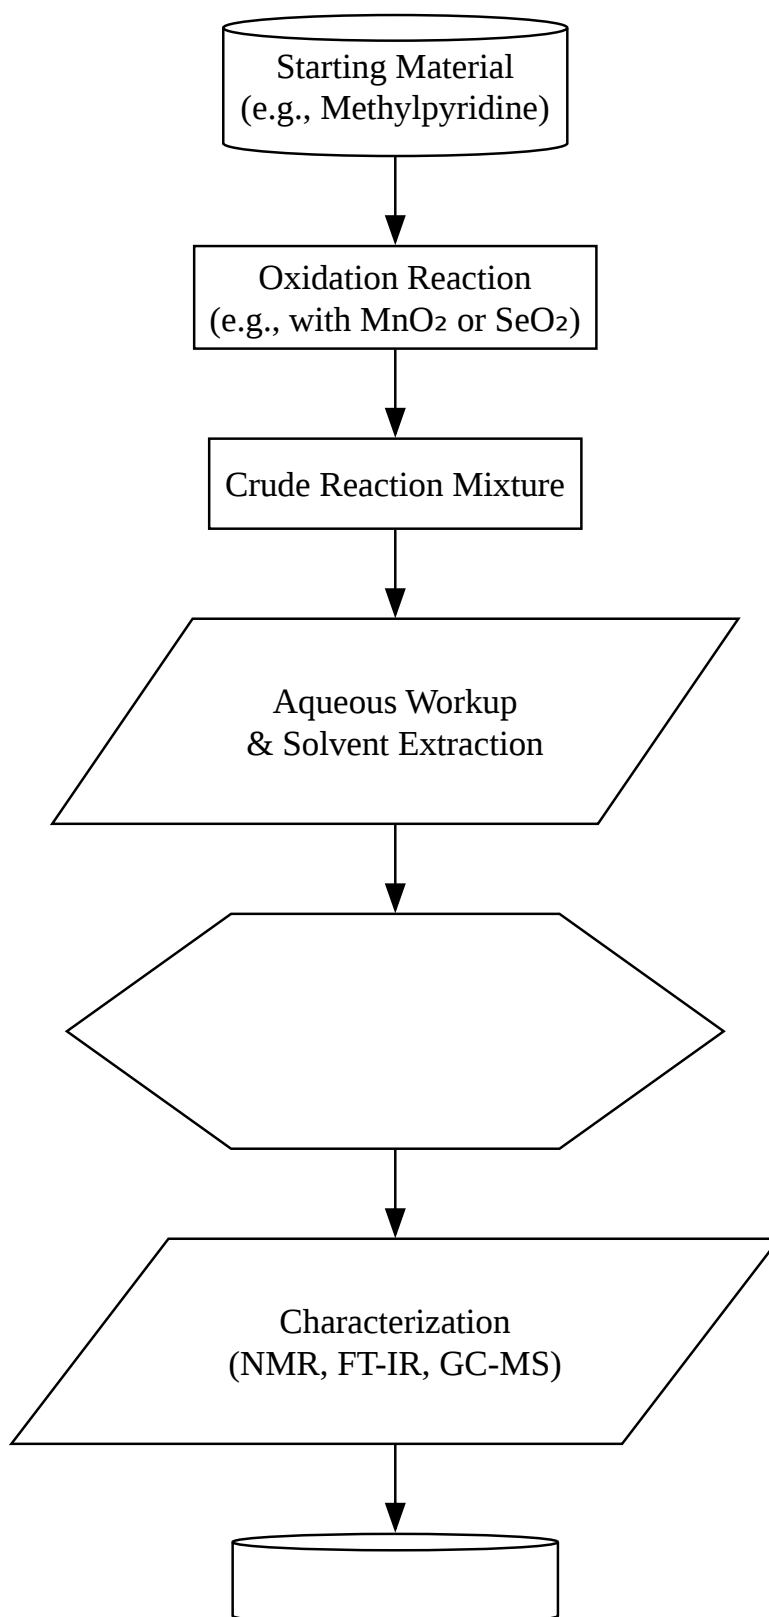 Starting Material
(e.g., Methylpyridine)
Oxidation Reaction
(e.g., with MnO₂ or SeO₂)
Crude Reaction Mixture
Aqueous Workup
& Solvent Extraction
Characterization
(NMR, FT-IR, GC-MS)